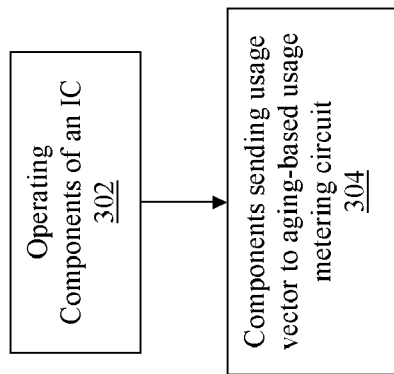 Operating
Components of an IC
302
Components sending usage
vector to aging-based usage
metering circuit
304